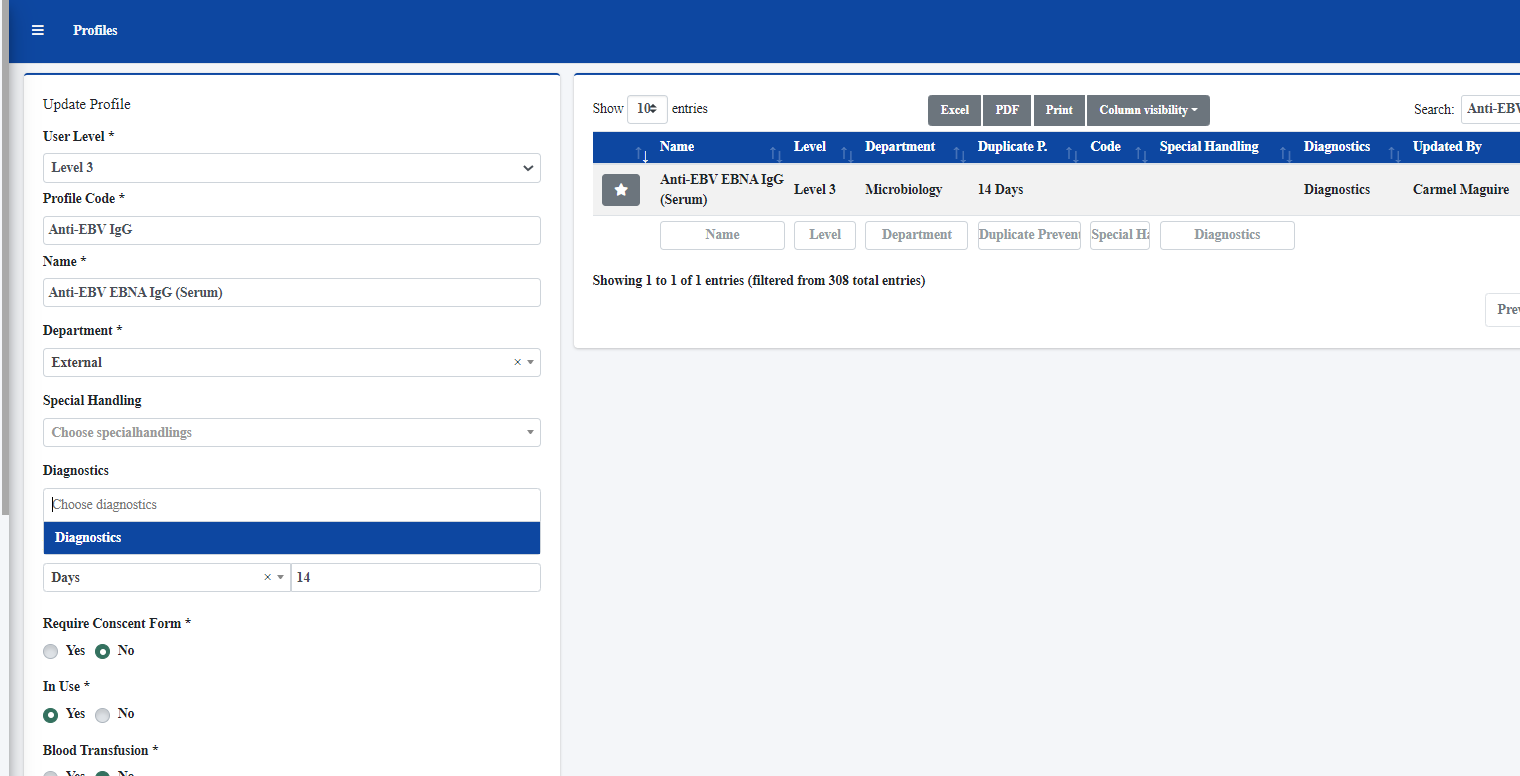 Profiles
Update Profile
User Level *
Level 3
Profile Code *
Anti-EBV IgG
Name *
Anti-EBV EBNA IgG (Serum)
Department *
External
Special Handling
Choose specialhandlings
Diagnostics
Choose diagnostics
Diagnostics
Days × 14
Require Conscent Form *
Yes No
In Use *
Yes No
Blood Transfusion *
Yes No
Show 10 entries
Excel PDF Print Column visibility
Search: Anti-EBV
Name Level Department Duplicate P. Code Special Handling Diagnostics Updated By
Anti-EBV EBNA IgG
(Serum)
Level 3 Microbiology 14 Days Diagnostics Carmel Maguire
Name Level Department Duplicate Preven Special Ha Diagnostics
Showing 1 to 1 of 1 entries (filtered from 308 total entries)
Prev